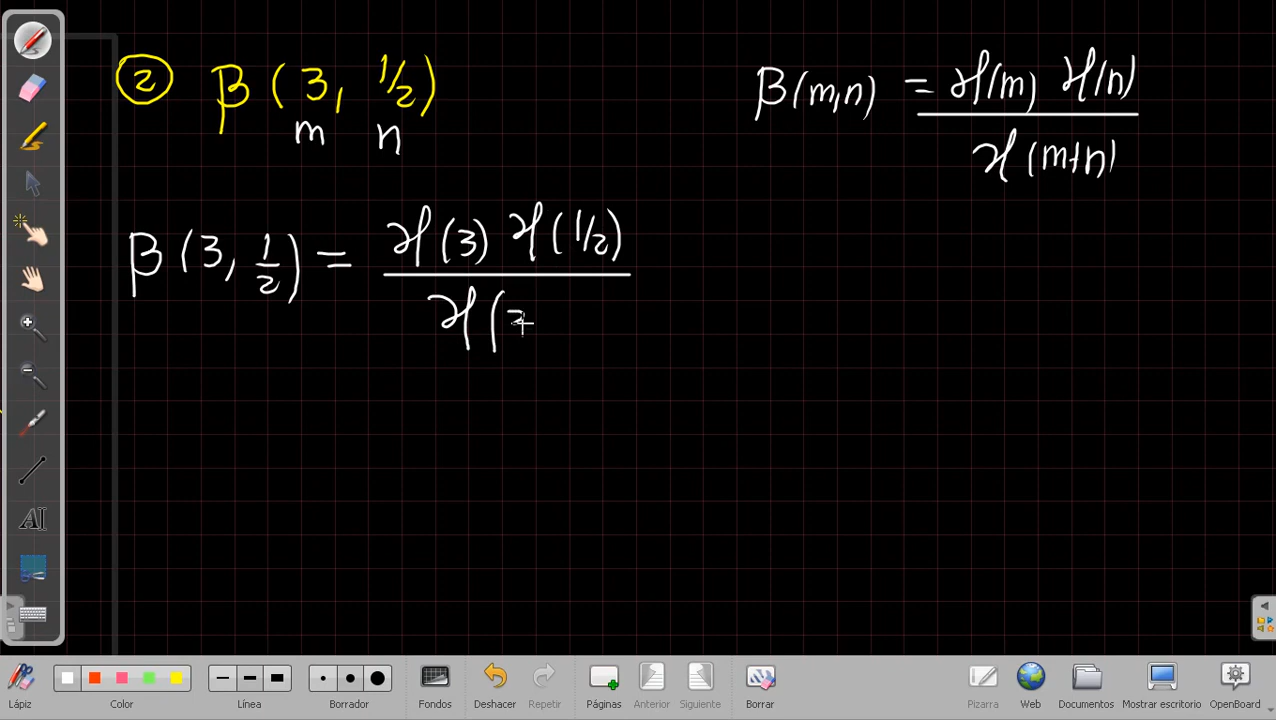 ② β (3, 1/2)
m n
β(m,n) = γ(m) γ(n) / γ(m+n)
β (3, 1/2) = γ(3) γ(1/2) / γ(
Lápiz Color Línea Borrador Fondos Deshacer Repetir Páginas Anterior Siguiente Borrar Pizarra Web Documentos Mostrar escritorio OpenBoard